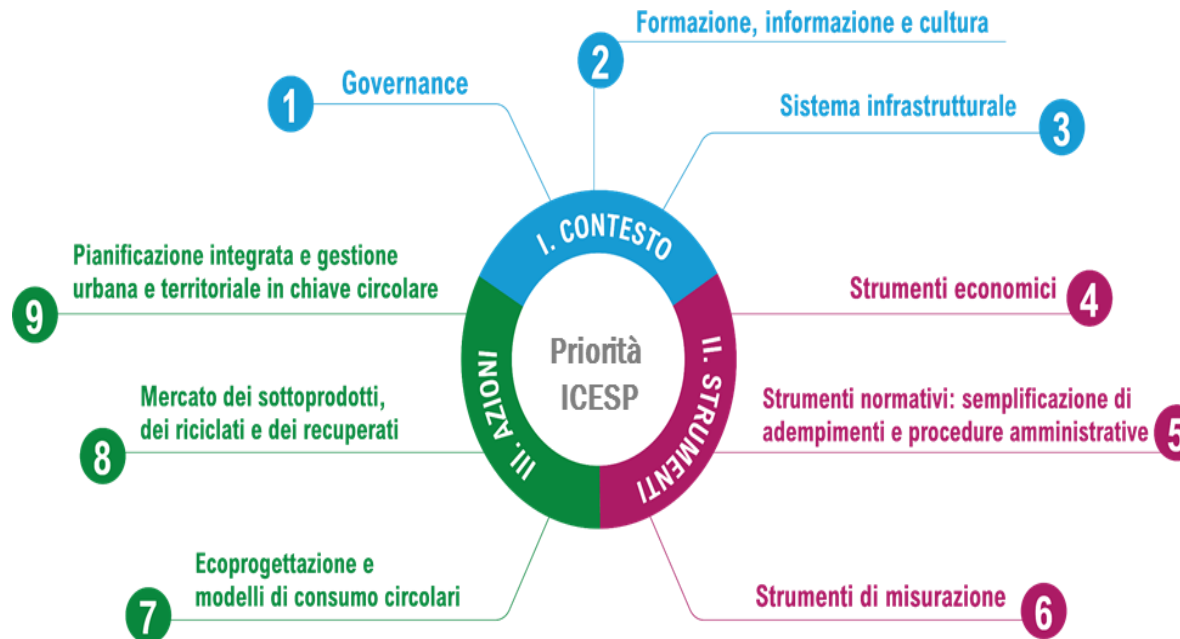 1
Governance
2
Formazione, informazione e cultura
3
Sistema infrastrutturale
I. CONTESTO
4
Strumenti economici
5
Strumenti normativi: semplificazione di
adempimenti e procedure amministrative
6
Strumenti di misurazione
II. STRUMENTI
7
Ecoprogettazione e
modelli di consumo circolari
8
Mercato dei sottoprodotti,
dei riciclati e dei recuperati
9
Pianificazione integrata e gestione
urbana e territoriale in chiave circolare
III. AZIONI
Priorità
ICESP